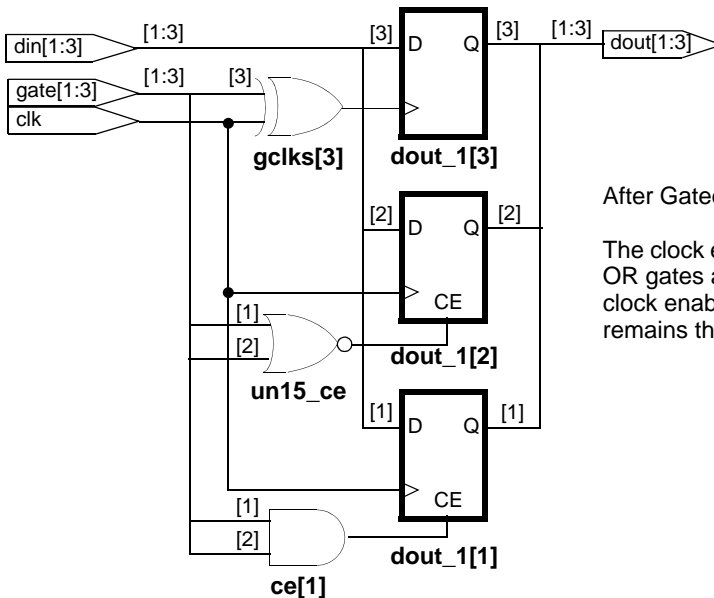 din[1:3]
[1:3]
[3]
D
Q
[3]
[1:3]
dout[1:3]
gate[1:3]
[1:3]
[3]
clk
gclks[3]
dout_1[3]
After Gate
[2]
D
Q
[2]
The clock e
OR gates a
clock enab
remains th
CE
[1]
[2]
dout_1[2]
un15_ce
[1]
D
Q
[1]
CE
[1]
[2]
dout_1[1]
ce[1]